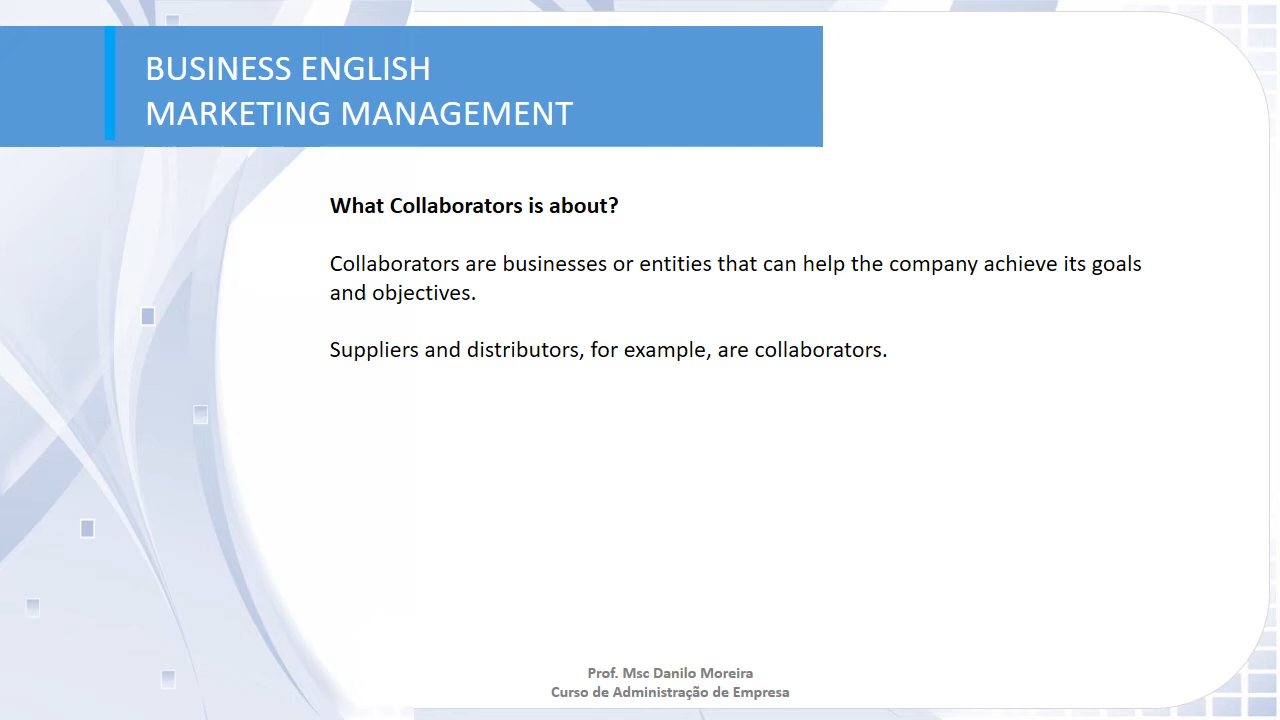 BUSINESS ENGLISH
MARKETING MANAGEMENT
What Collaborators is about?
Collaborators are businesses or entities that can help the company achieve its goals
and objectives.
Suppliers and distributors, for example, are collaborators.
Prof. Msc Danilo Moreira
Curso de Administração de Empresa